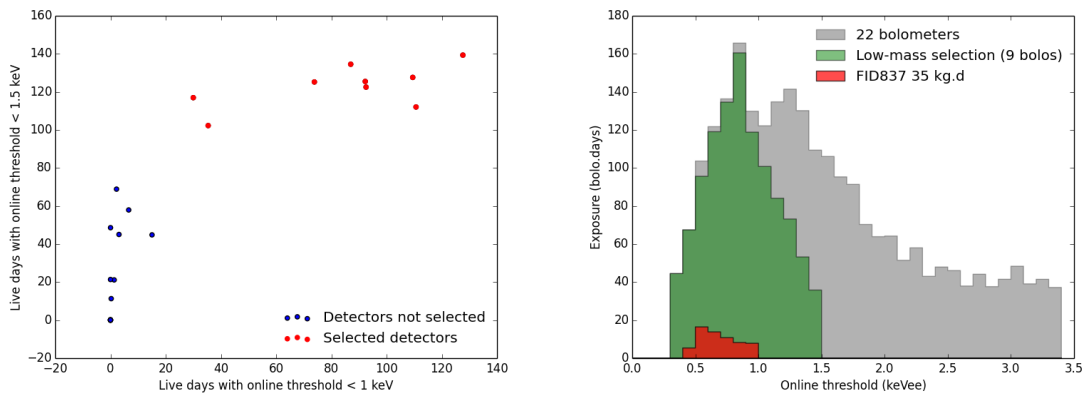 160
140
120
100
80
60
40
20
0
−20
Live days with online threshold < 1.5 keV
Detectors not selected
Selected detectors
−20 0 20 40 60 80 100 120 140
Live days with online threshold < 1 keV
180
160
140
120
100
80
60
40
20
0
Exposure (bolo.days)
22 bolometers
Low-mass selection (9 bolos)
FID837 35 kg.d
0.0 0.5 1.0 1.5 2.0 2.5 3.0 3.5
Online threshold (keVee)